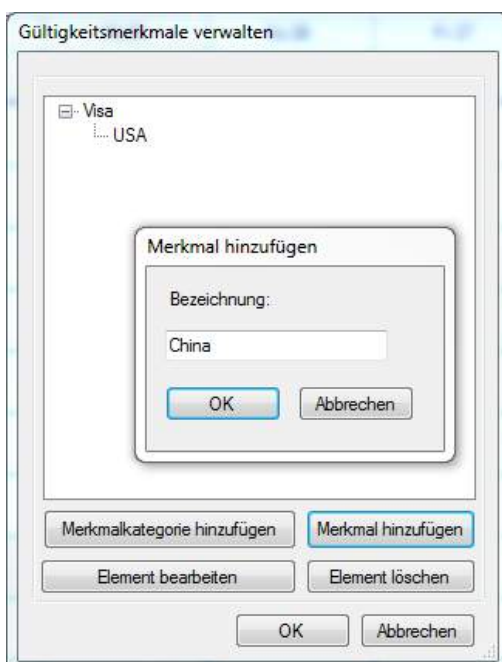 Gültigkeitsmerkmale verwalten
Visa
USA
Merkmal hinzufügen
Bezeichnung:
China
OK Abbrechen
Merkmalkategorie hinzufügen Merkmal hinzufügen
Element bearbeiten Element löschen
OK Abbrechen